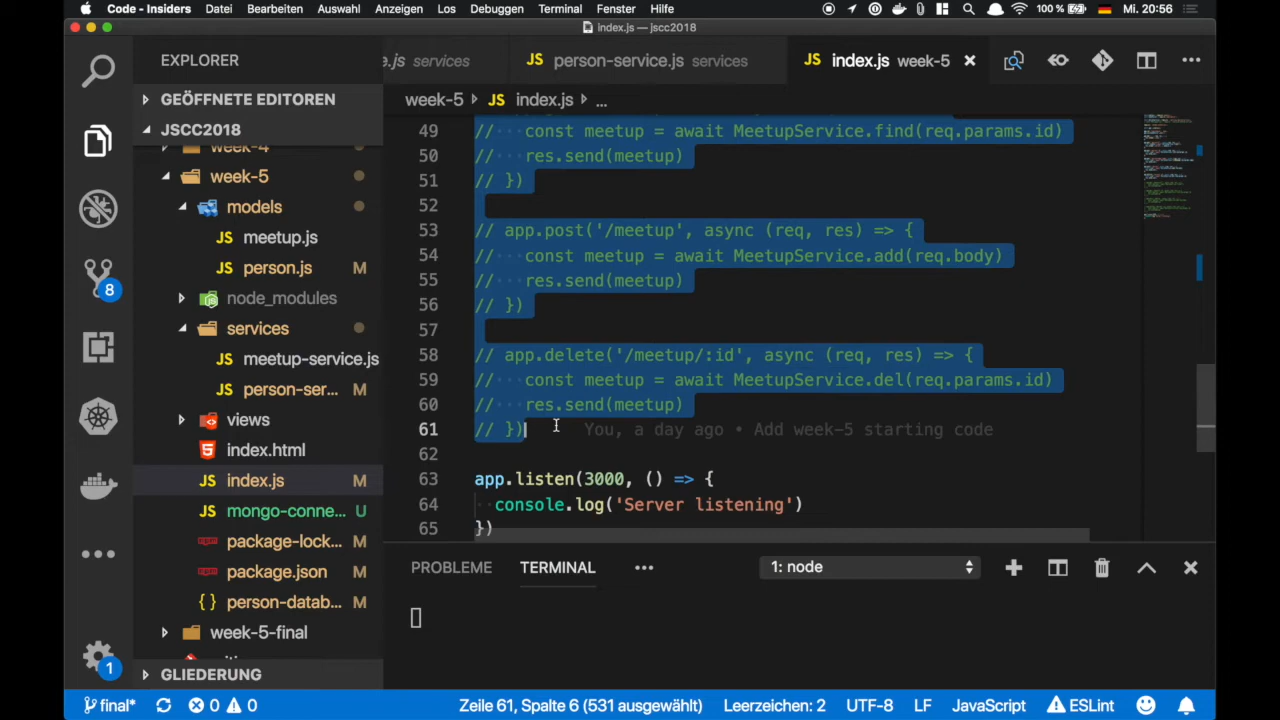 Code - Insiders Datei Bearbeiten Auswahl Anzeigen Los Debuggen Terminal Fenster Hilfe 100 % Mi. 20:56
index.js — jscc2018
EXPLORER
e.js services
JS person-service.js services
JS index.js week-5
GEÖFFNETE EDITOREN
week-5 JS index.js ...
JSCC2018
week-4
week-5
models
JS meetup.js
JS person.js M
node_modules
services
JS meetup-service.js
JS person-ser... M
views
index.html
JS index.js M
JS mongo-conne... U
package-lock... M
package.json M
{} person-datab... M
week-5-final
GLIEDERUNG
8
1
49 // const meetup = await MeetupService.find(req.params.id)
50 // res.send(meetup)
51 // })
52
53 // app.post('/meetup', async (req, res) => {
54 // const meetup = await MeetupService.add(req.body)
55 // res.send(meetup)
56 // })
57
58 // app.delete('/meetup/:id', async (req, res) => {
59 // const meetup = await MeetupService.del(req.params.id)
60 // res.send(meetup)
61 // }) You, a day ago • Add week-5 starting code
62
63 app.listen(3000, () => {
64 console.log('Server listening')
65 })
PROBLEME TERMINAL ... 1: node
final* 0 0 Zeile 61, Spalte 6 (531 ausgewählt) Leerzeichen: 2 UTF-8 LF JavaScript ESLint